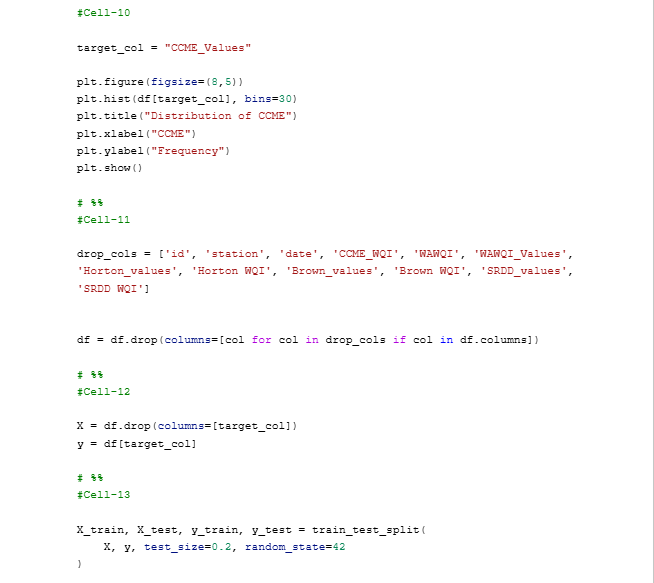 #Cell-10
target_col = "CCME_Values"
plt.figure(figsize=(8,5))
plt.hist(df[target_col], bins=30)
plt.title("Distribution of CCME")
plt.xlabel("CCME")
plt.ylabel("Frequency")
plt.show()
# %%
#Cell-11
drop_cols = ['id', 'station', 'date', 'CCME_WQI', 'WAWQI', 'WAWQI_Values',
'Horton_values', 'Horton WQI', 'Brown_values', 'Brown WQI', 'SRDD_values',
'SRDD WQI']
df = df.drop(columns=[col for col in drop_cols if col in df.columns])
# %%
#Cell-12
X = df.drop(columns=[target_col])
y = df[target_col]
# %%
#Cell-13
X_train, X_test, y_train, y_test = train_test_split(
    X, y, test_size=0.2, random_state=42
)